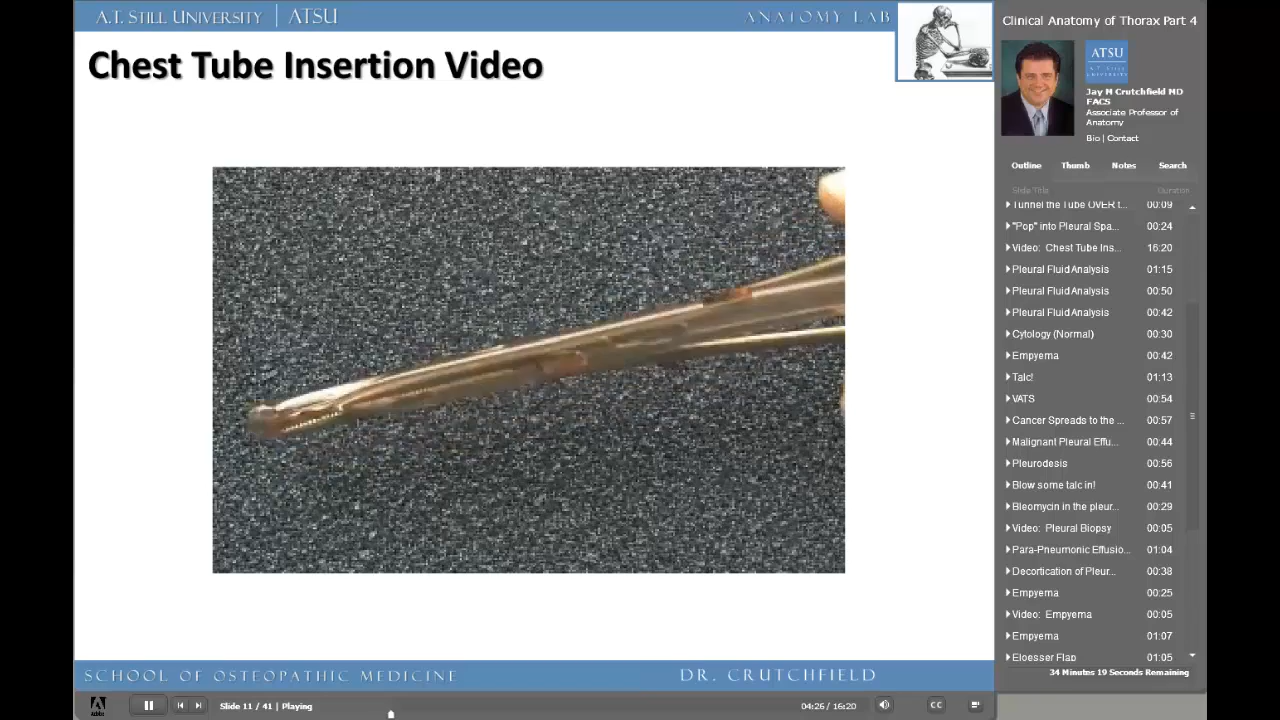 A.T. STILL UNIVERSITY | ATSU
ANATOMY LAB
Chest Tube Insertion Video
SCHOOL OF OSTEOPATHIC MEDICINE
DR. CRUTCHFIELD
Clinical Anatomy of Thorax Part 4
ATSU
A.T. STILL
UNIVERSITY
Jay M Crutchfield MD
FACS
Associate Professor of
Anatomy
Bio | Contact
Outline Thumb Notes Search
Slide Title Duration
Tunnel the Tube OVER t... 00:09
"Pop" into Pleural Spa... 00:24
Video: Chest Tube Ins... 16:20
Pleural Fluid Analysis 01:15
Pleural Fluid Analysis 00:50
Pleural Fluid Analysis 00:42
Cytology (Normal) 00:30
Empyema 00:42
Talc! 01:13
VATS 00:54
Cancer Spreads to the ... 00:57
Malignant Pleural Effu... 00:44
Pleurodesis 00:56
Blow some talc in! 00:41
Bleomycin in the pleur... 00:29
Video: Pleural Biopsy 00:05
Para-Pneumonic Effusio... 01:04
Decortication of Pleur... 00:38
Empyema 00:25
Video: Empyema 00:05
Empyema 01:07
Eloesser Flap 01:05
34 Minutes 19 Seconds Remaining
Adobe
Slide 11 / 41 | Playing
04:26 / 16:20
CC